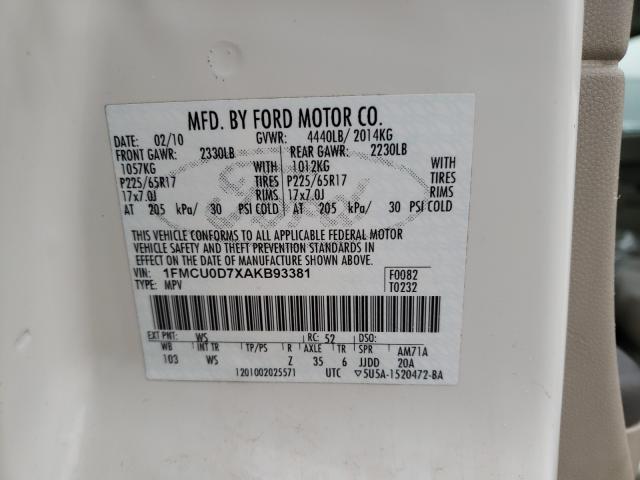 MFD. BY FORD MOTOR CO.
DATE: 02/10 GVWR: 4440LB/ 2014KG
FRONT GAWR: 2330LB REAR GAWR: 2230LB
1057KG WITH 1012KG WITH
P225/65R17 TIRES P225/65R17 TIRES
17x7.0J RIMS 17x7.0J RIMS
AT 205 kPa/ 30 PSI COLD AT 205 kPa/ 30 PSI COLD
THIS VEHICLE CONFORMS TO ALL APPLICABLE FEDERAL MOTOR
VEHICLE SAFETY AND THEFT PREVENTION STANDARDS IN
EFFECT ON THE DATE OF MANUFACTURE SHOWN ABOVE.
VIN: 1FMCU0D7XAKB93381 F0082
TYPE: MPV T0232
EXT PNT: WS RC: 52 DSO:
WB INT TR TP/PS R AXLE TR SPR AM71A
103 WS Z 35 6 JJDD 20A
1201002025571 UTC ▽5U5A-1520472-BA
Ford